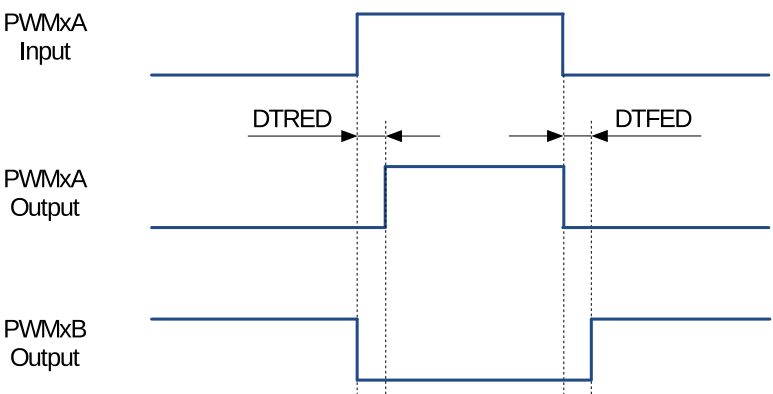 PWMxA
Input
DTRED
DTFED
PWMxA
Output
PWMxB
Output